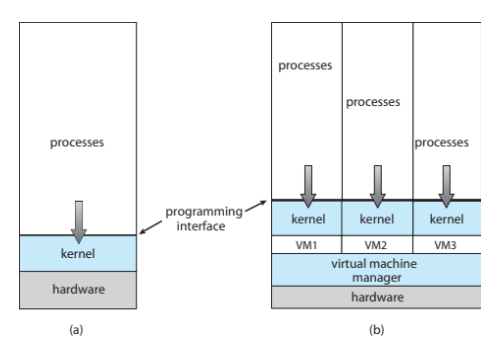 processes
kernel
hardware
(a)
programming
interface
processes
processes
processes
kernel kernel kernel
VM1 VM2 VM3
virtual machine
manager
hardware
(b)